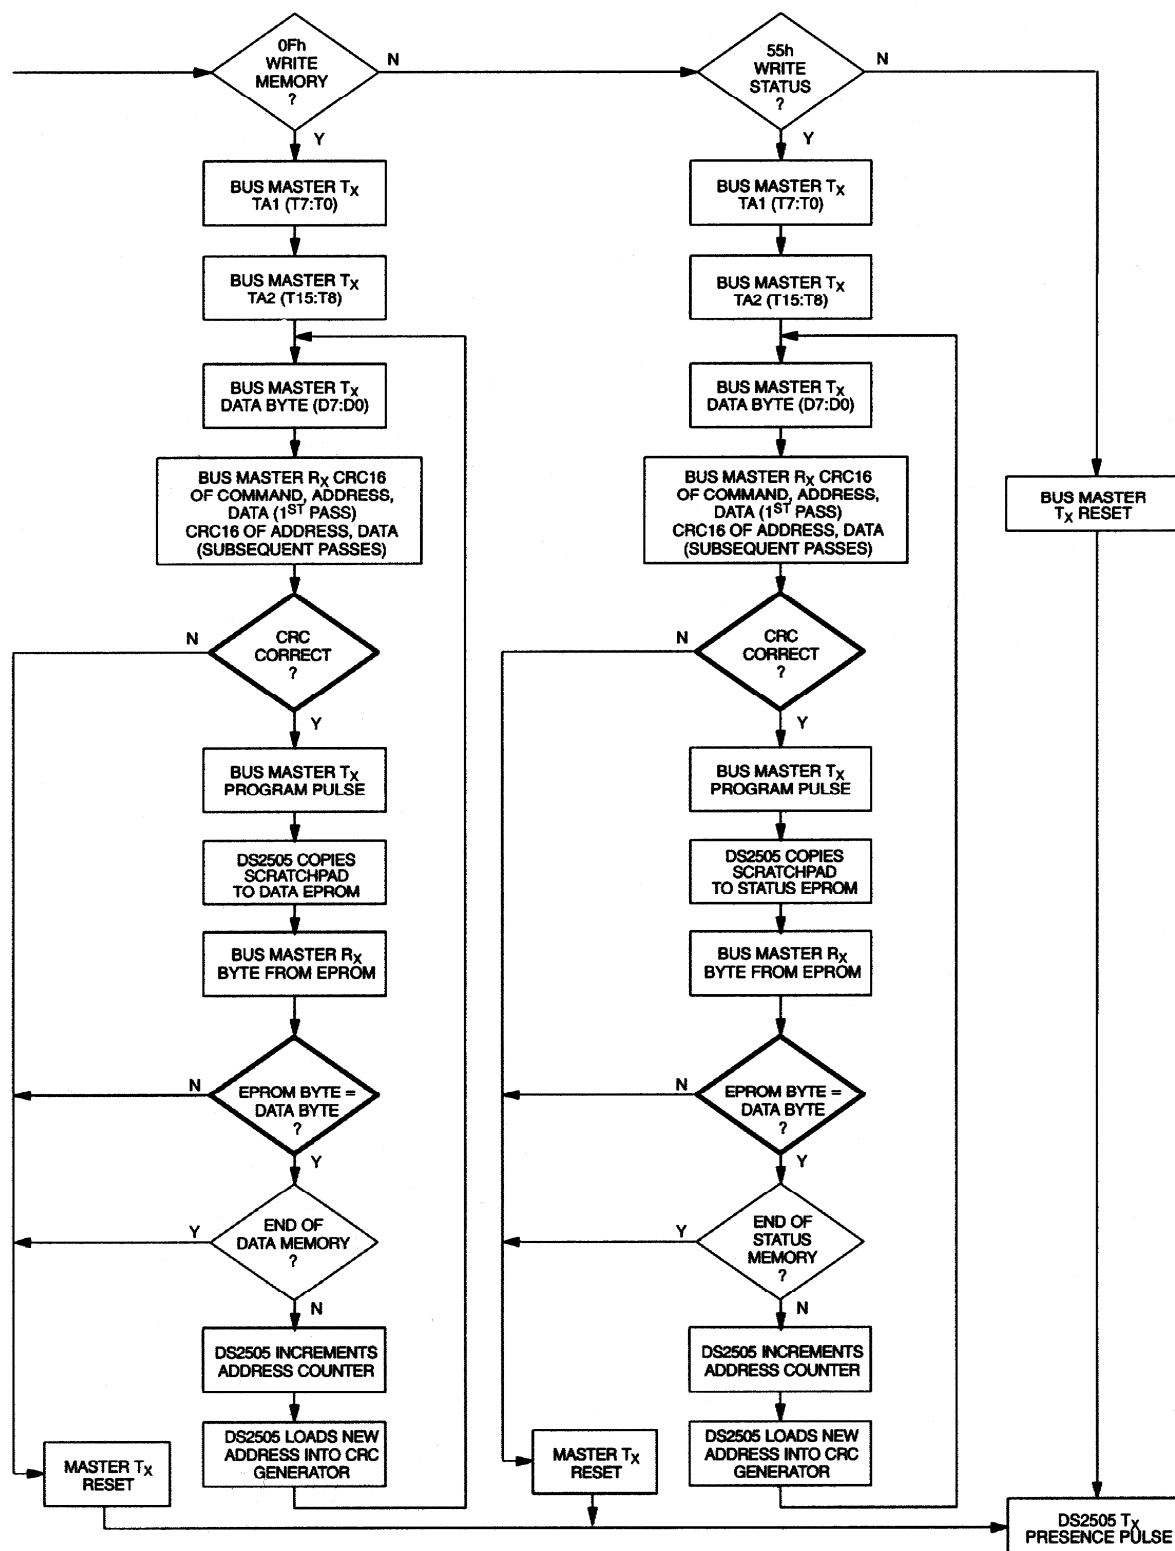 0Fh
WRITE
MEMORY
?
N
Y
BUS MASTER TX
TA1 (T7:T0)
BUS MASTER TX
TA2 (T15:T8)
BUS MASTER TX
DATA BYTE (D7:D0)
BUS MASTER RX CRC16
OF COMMAND, ADDRESS,
DATA (1ST PASS)
CRC16 OF ADDRESS, DATA
(SUBSEQUENT PASSES)
N
CRC
CORRECT
?
Y
BUS MASTER TX
PROGRAM PULSE
DS2505 COPIES
SCRATCHPAD
TO DATA EPROM
BUS MASTER RX
BYTE FROM EPROM
N
EPROM BYTE =
DATA BYTE
?
Y
Y
END OF
DATA MEMORY
?
N
DS2505 INCREMENTS
ADDRESS COUNTER
DS2505 LOADS NEW
ADDRESS INTO CRC
GENERATOR
MASTER TX
RESET
55h
WRITE
STATUS
?
N
Y
BUS MASTER TX
TA1 (T7:T0)
BUS MASTER TX
TA2 (T15:T8)
BUS MASTER TX
DATA BYTE (D7:D0)
BUS MASTER RX CRC16
OF COMMAND, ADDRESS,
DATA (1ST PASS)
CRC16 OF ADDRESS, DATA
(SUBSEQUENT PASSES)
N
CRC
CORRECT
?
Y
BUS MASTER TX
PROGRAM PULSE
DS2505 COPIES
SCRATCHPAD
TO STATUS EPROM
BUS MASTER RX
BYTE FROM EPROM
N
EPROM BYTE =
DATA BYTE
?
Y
Y
END OF
STATUS
MEMORY
?
N
DS2505 INCREMENTS
ADDRESS COUNTER
DS2505 LOADS NEW
ADDRESS INTO CRC
GENERATOR
MASTER TX
RESET
BUS MASTER
TX RESET
DS2505 TX
PRESENCE PULSE